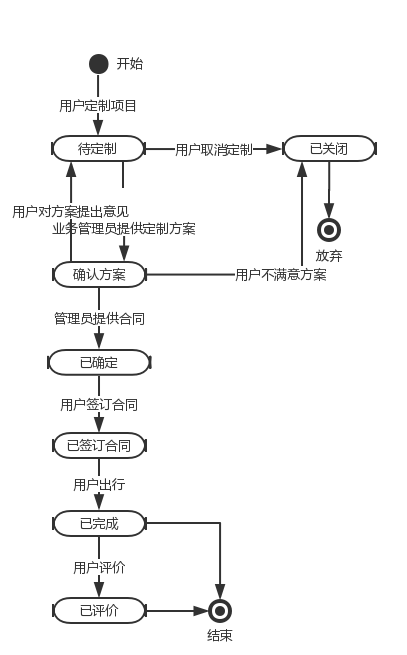 开始
用户定制项目
待定制
用户取消定制
已关闭
用户对方案提出意见
业务管理员提供定制方案
放弃
确认方案
用户不满意方案
管理员提供合同
已确定
用户签订合同
已签订合同
用户出行
已完成
用户评价
已评价
结束